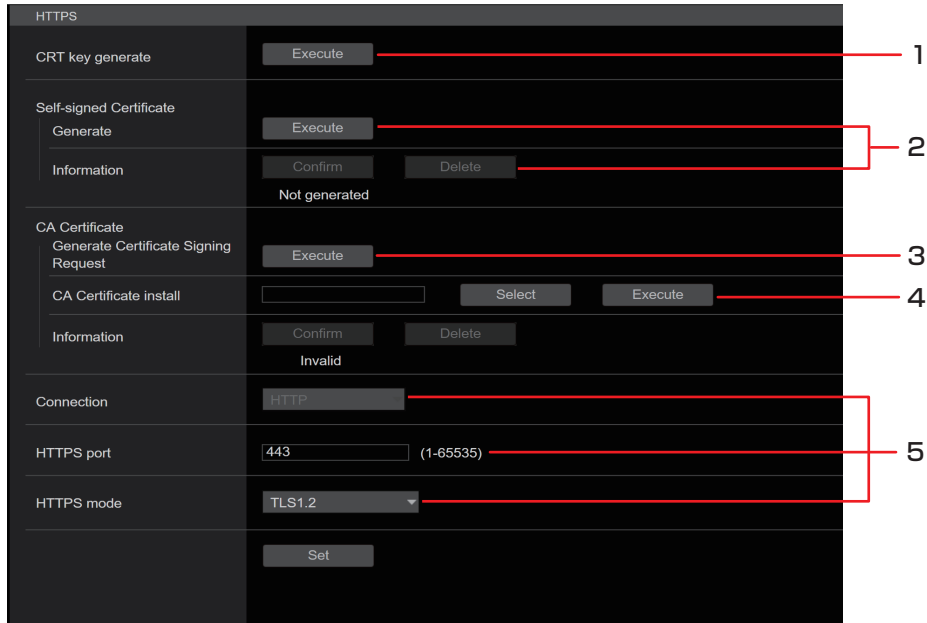 HTTPS
CRT key generate Execute 1
Self-signed Certificate
Generate Execute
2
Information Confirm Delete
Not generated
CA Certificate
Generate Certificate Signing
Request Execute 3
CA Certificate install Select Execute 4
Information Confirm Delete
Invalid
Connection HTTP
HTTPS port 443 (1-65535) 5
HTTPS mode TLS1.2
Set